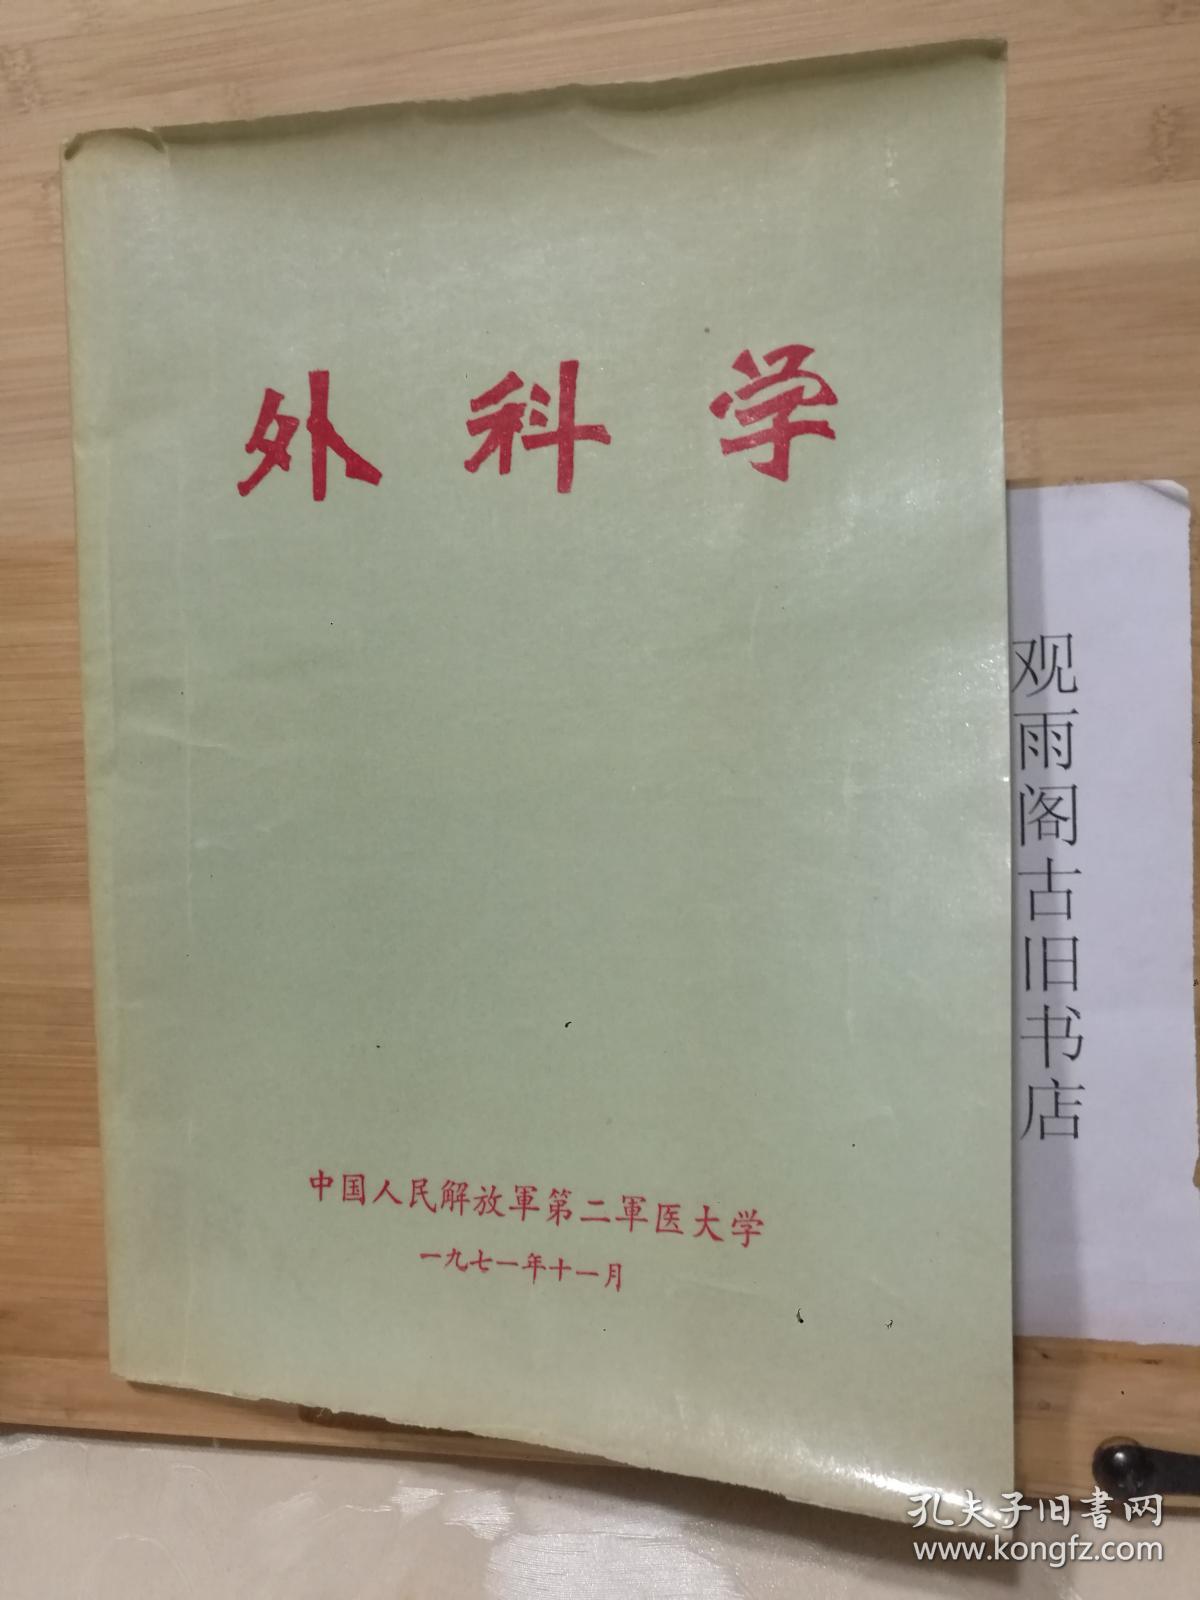 外科学
中国人民解放軍第二軍医大学
一九七一年十一月
观雨阁古旧书店
孔夫子旧書网
www.kongfz.com